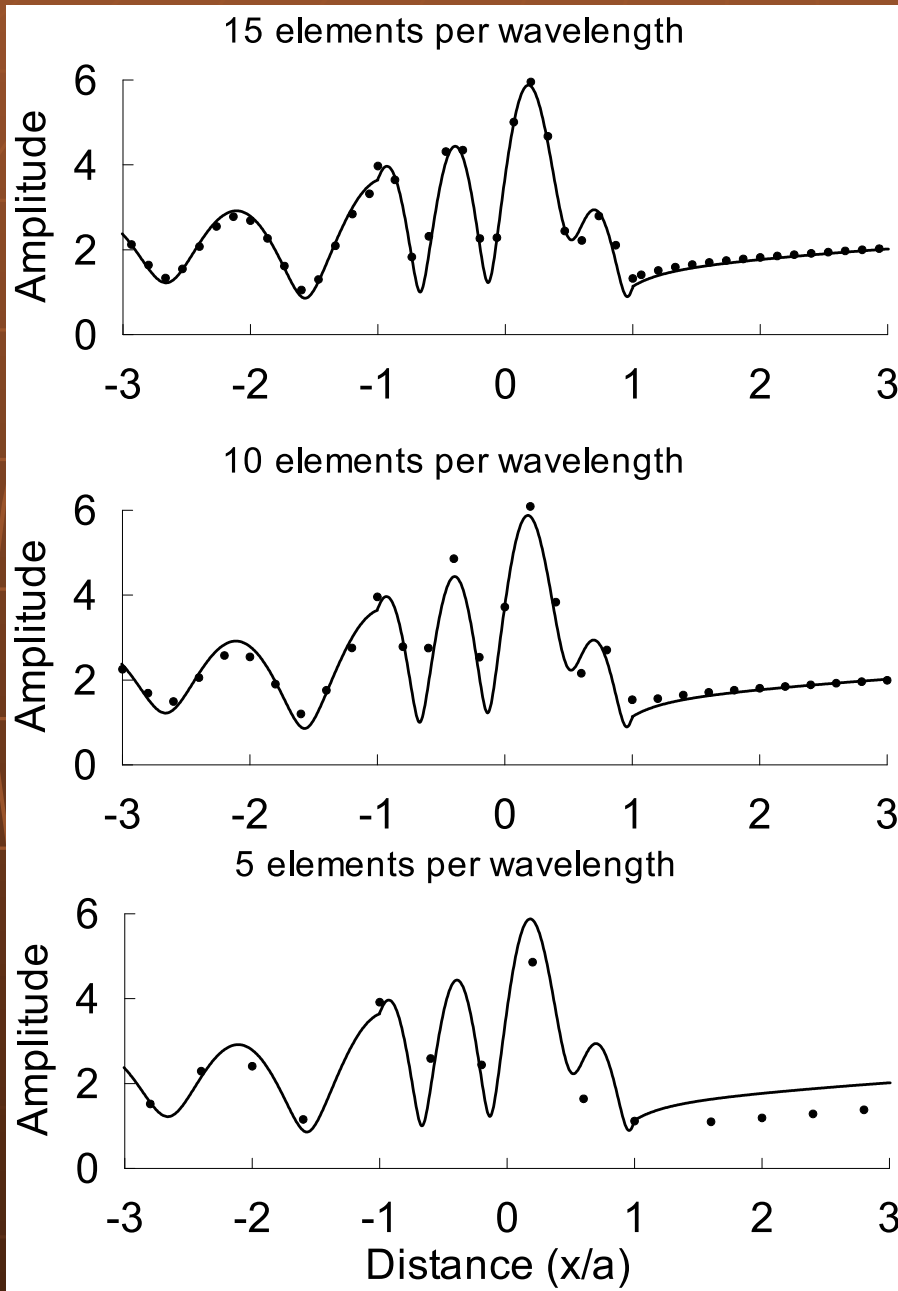 15 elements per wavelength
Amplitude
6
4
2
0
-3 -2 -1 0 1 2 3
10 elements per wavelength
Amplitude
6
4
2
0
-3 -2 -1 0 1 2 3
5 elements per wavelength
Amplitude
6
4
2
0
-3 -2 -1 0 1 2 3
Distance (x/a)